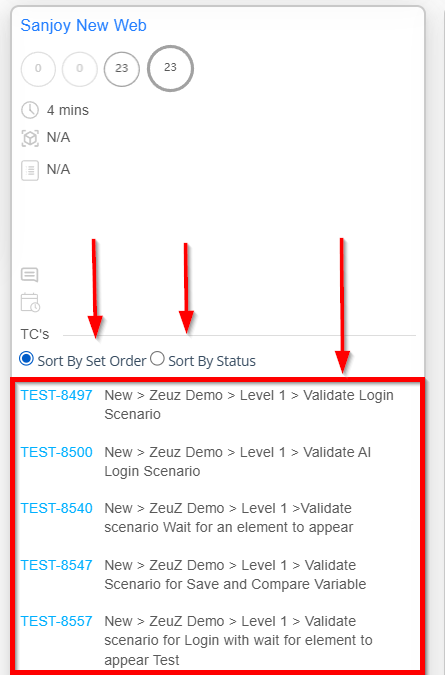 Sanjoy New Web
0 0 23 23
4 mins
N/A
N/A
TC's
Sort By Set Order Sort By Status
TEST-8497 New > Zeuz Demo > Level 1 > Validate Login
Scenario
TEST-8500 New > Zeuz Demo > Level 1 > Validate AI
Login Scenario
TEST-8540 New > ZeuZ Demo > Level 1 >Validate
scenario Wait for an element to appear
TEST-8547 New > ZeuZ Demo > Level 1 > Validate
Scenario for Save and Compare Variable
TEST-8557 New > ZeuZ Demo > Level 1 > Validate
scenario for Login with wait for element to
appear Test